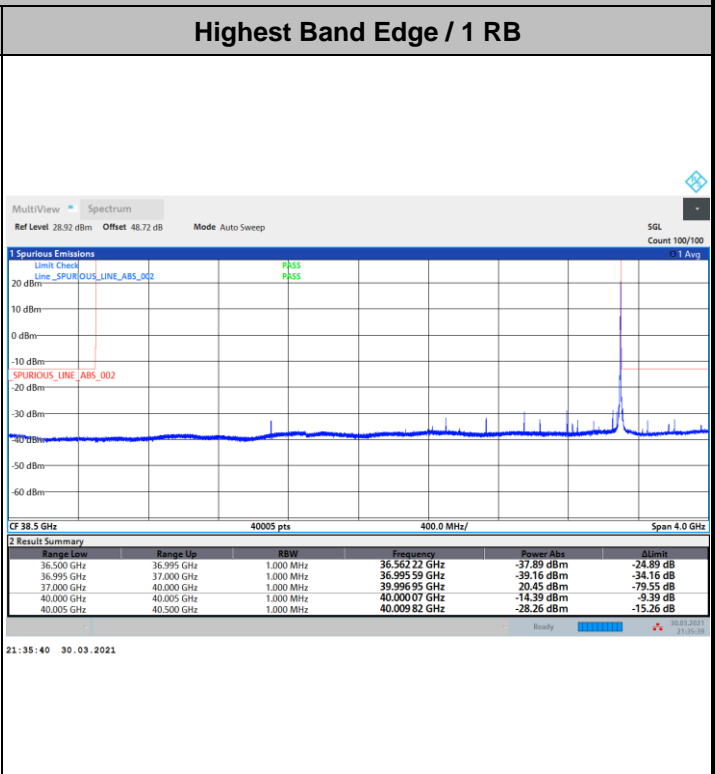 Highest Band Edge / 1 RB
MultiView Spectrum
Ref Level 28.92 dBm Offset 48.72 dB Mode Auto Sweep SGL
Count 100/100
1 Spurious Emissions 1 Avg
Limit Check PASS
Line _SPURIOUS_LINE_ABS_002 PASS
20 dBm
10 dBm
0 dBm
-10 dBm
_SPURIOUS_LINE_ABS_002
-20 dBm
-30 dBm
-40 dBm
-50 dBm
-60 dBm
CF 38.5 GHz 40005 pts 400.0 MHz/ Span 4.0 GHz
2 Result Summary
Range Low Range Up RBW Frequency Power Abs ΔLimit
36.500 GHz 36.995 GHz 1.000 MHz 36.562 22 GHz -37.89 dBm -24.89 dB
36.995 GHz 37.000 GHz 1.000 MHz 36.995 59 GHz -39.16 dBm -34.16 dB
37.000 GHz 40.000 GHz 1.000 MHz 39.996 95 GHz 20.45 dBm -79.55 dB
40.000 GHz 40.005 GHz 1.000 MHz 40.000 07 GHz -14.39 dBm -9.39 dB
40.005 GHz 40.500 GHz 1.000 MHz 40.009 82 GHz -28.26 dBm -15.26 dB
Ready 30.03.2021
21:35:39
21:35:40 30.03.2021